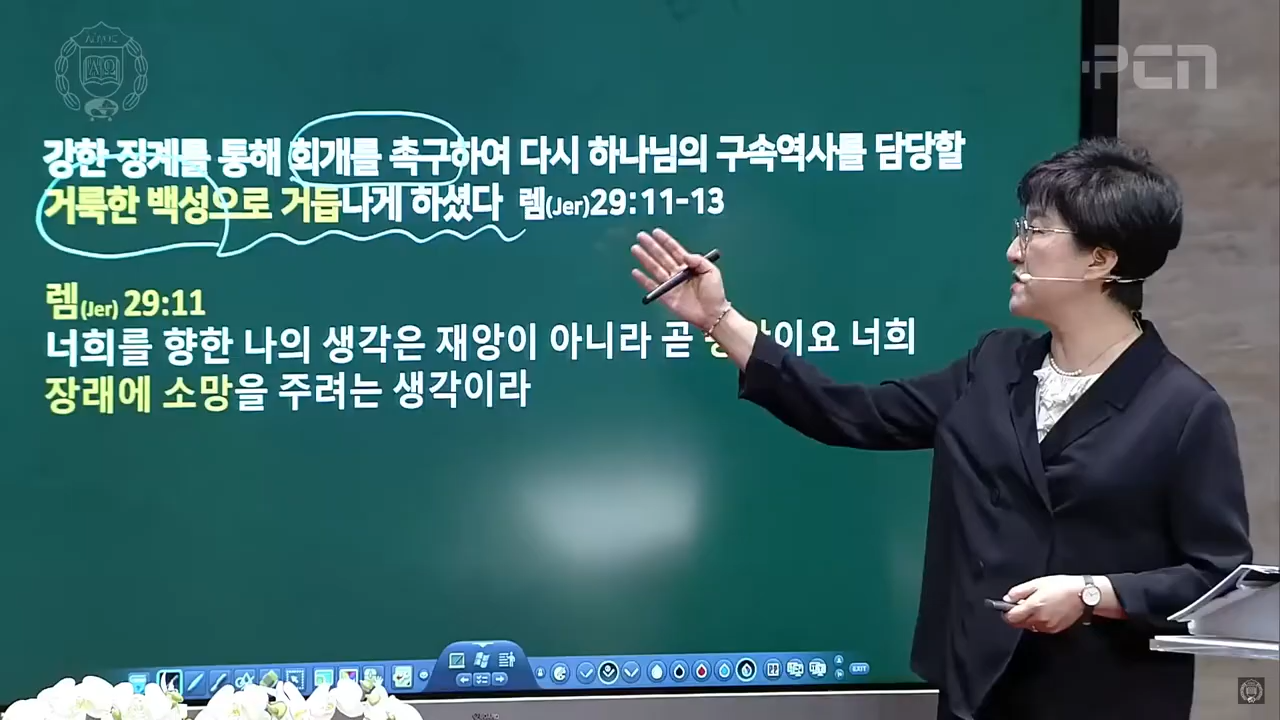 PCN
강한 징계를 통해 회개를 촉구하여 다시 하나님의 구속역사를 담당할
거룩한 백성으로 거듭나게 하셨다 렘(Jer)29:11-13
렘(Jer) 29:11
너희를 향한 나의 생각은 재앙이 아니라 곧 이요 너희
장래에 소망을 주려는 생각이라
EXIT